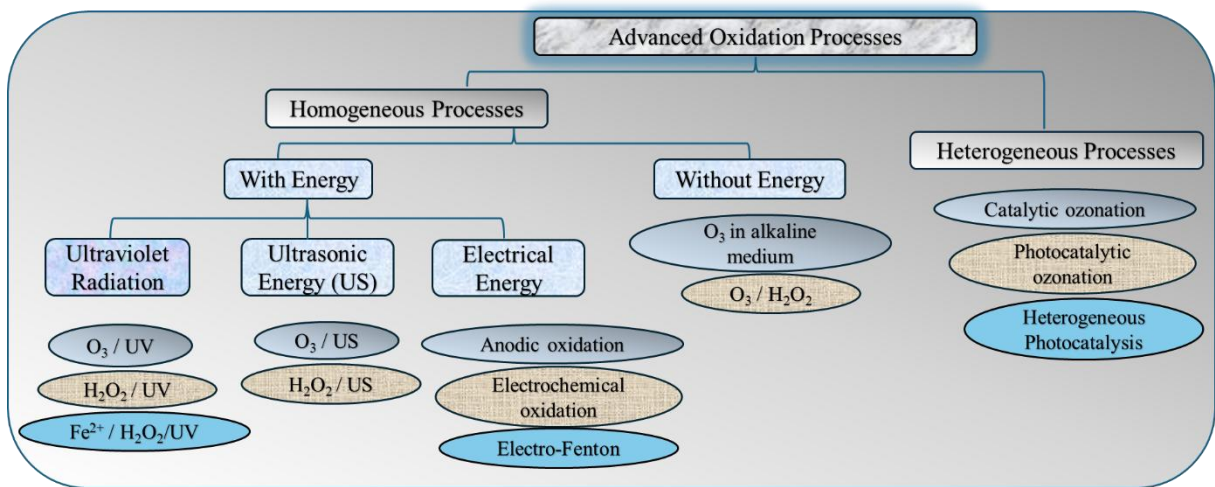 Advanced Oxidation Processes
Homogeneous Processes
Heterogeneous Processes
With Energy
Without Energy
Ultraviolet
Radiation
Ultrasonic
Energy (US)
Electrical
Energy
O₃ / UV
H₂O₂ / UV
Fe²⁺ / H₂O₂/UV
O₃ / US
H₂O₂ / US
Anodic oxidation
Electrochemical
oxidation
Electro-Fenton
O₃ in alkaline
medium
O₃ / H₂O₂
Catalytic ozonation
Photocatalytic
ozonation
Heterogeneous
Photocatalysis